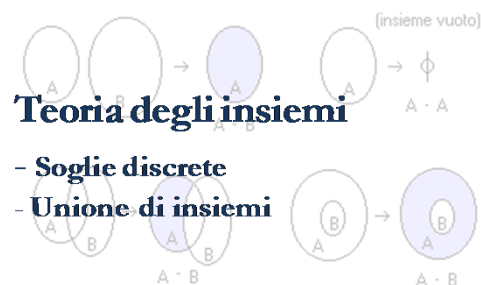 (insieme vuoto)
A
B
A
A
ϕ
A - B
A - A
Teoria degli insiemi
- Soglie discrete
- Unione di insiemi
A
B
A
B
A
B
A
B
A - B
A - B